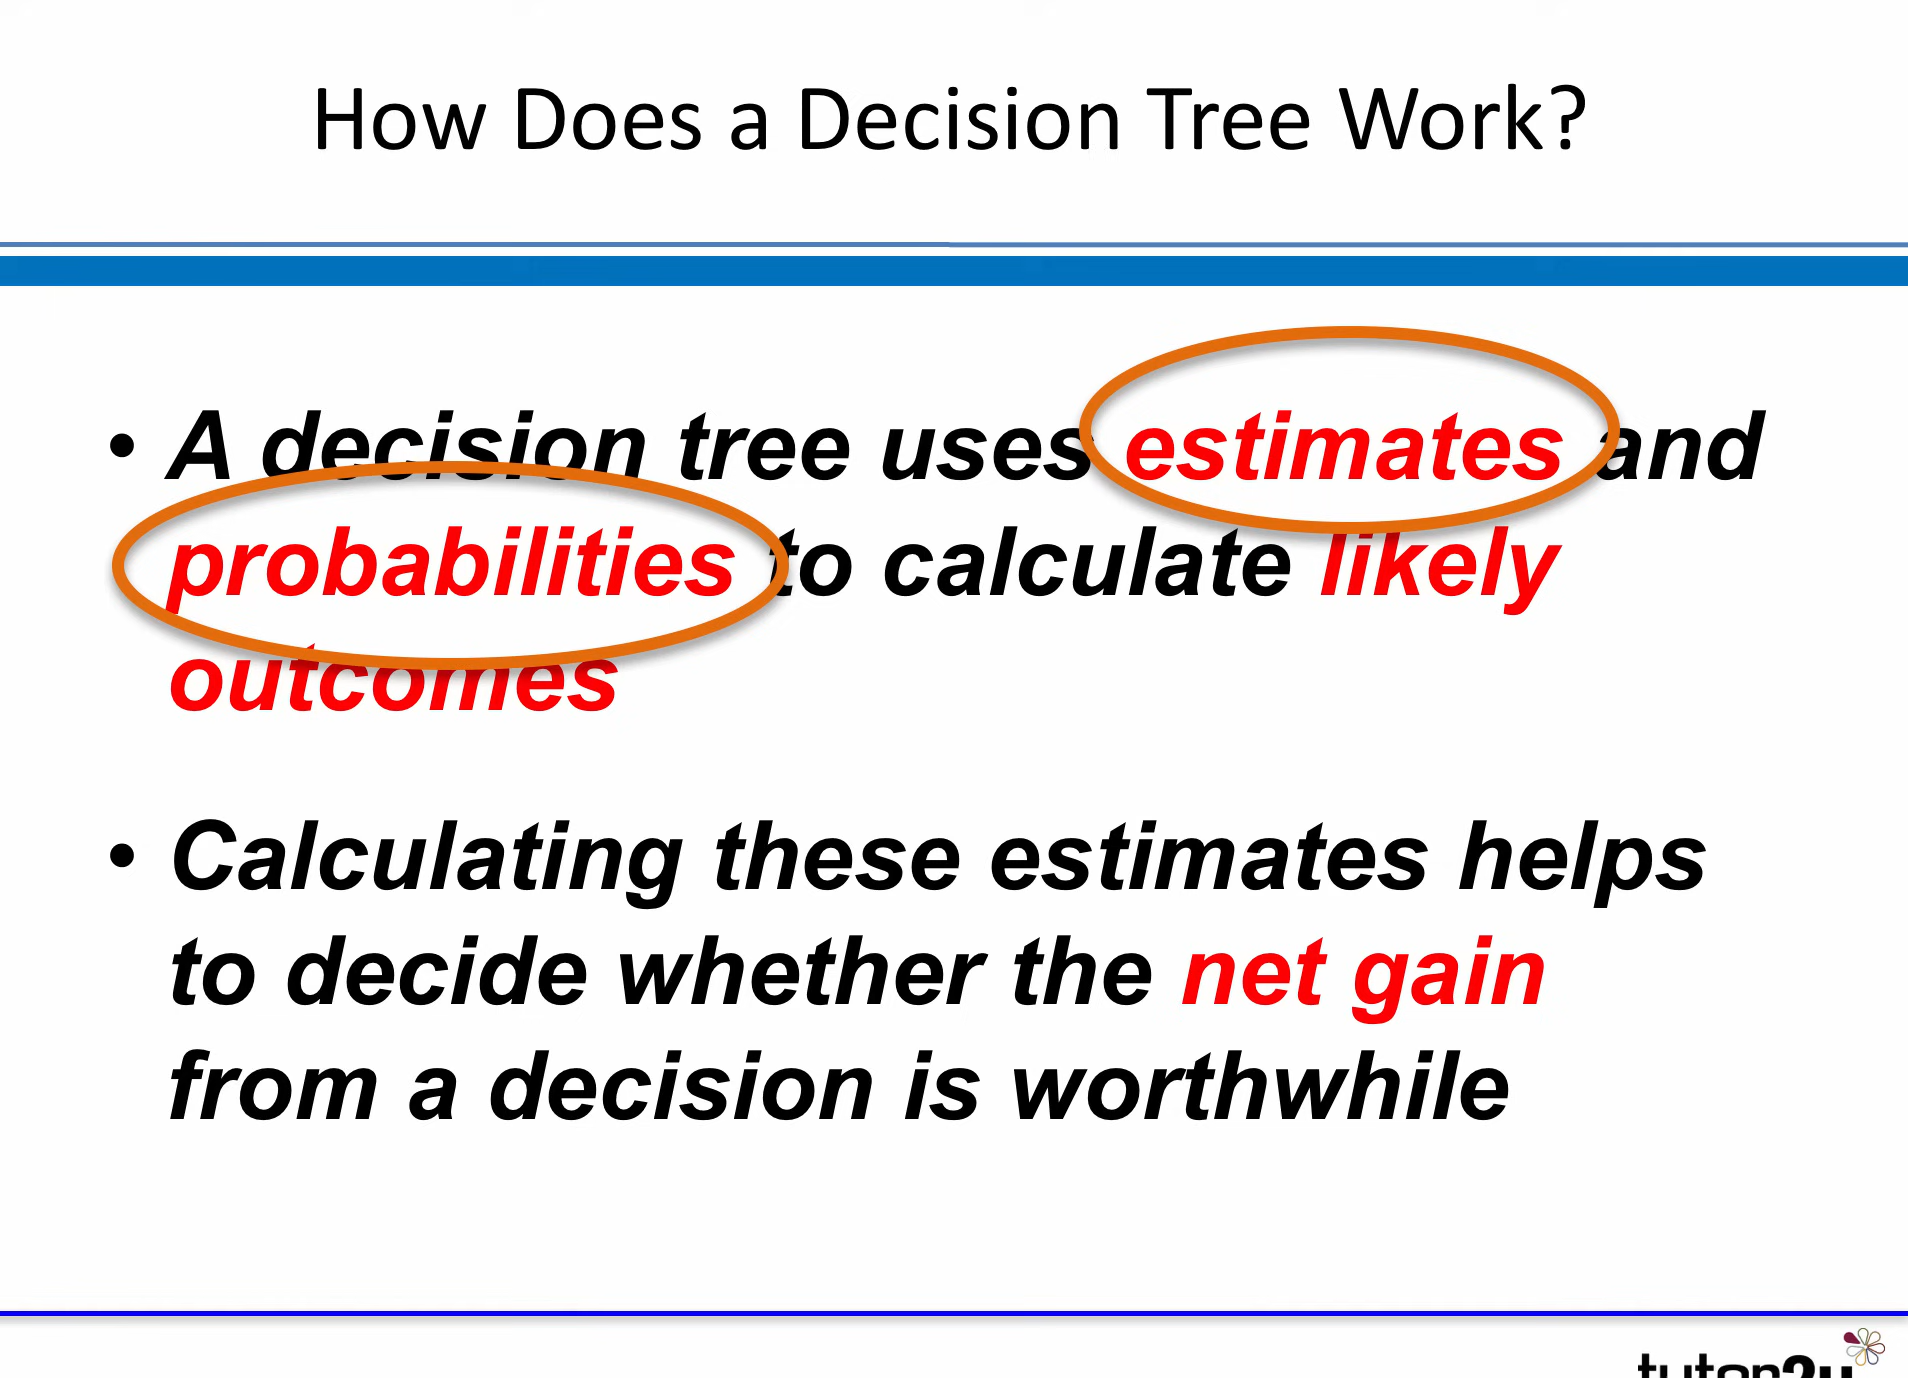 How Does a Decision Tree Work?
• A decision tree uses estimates and
probabilities to calculate likely
outcomes
• Calculating these estimates helps
to decide whether the net gain
from a decision is worthwhile
tutor2u